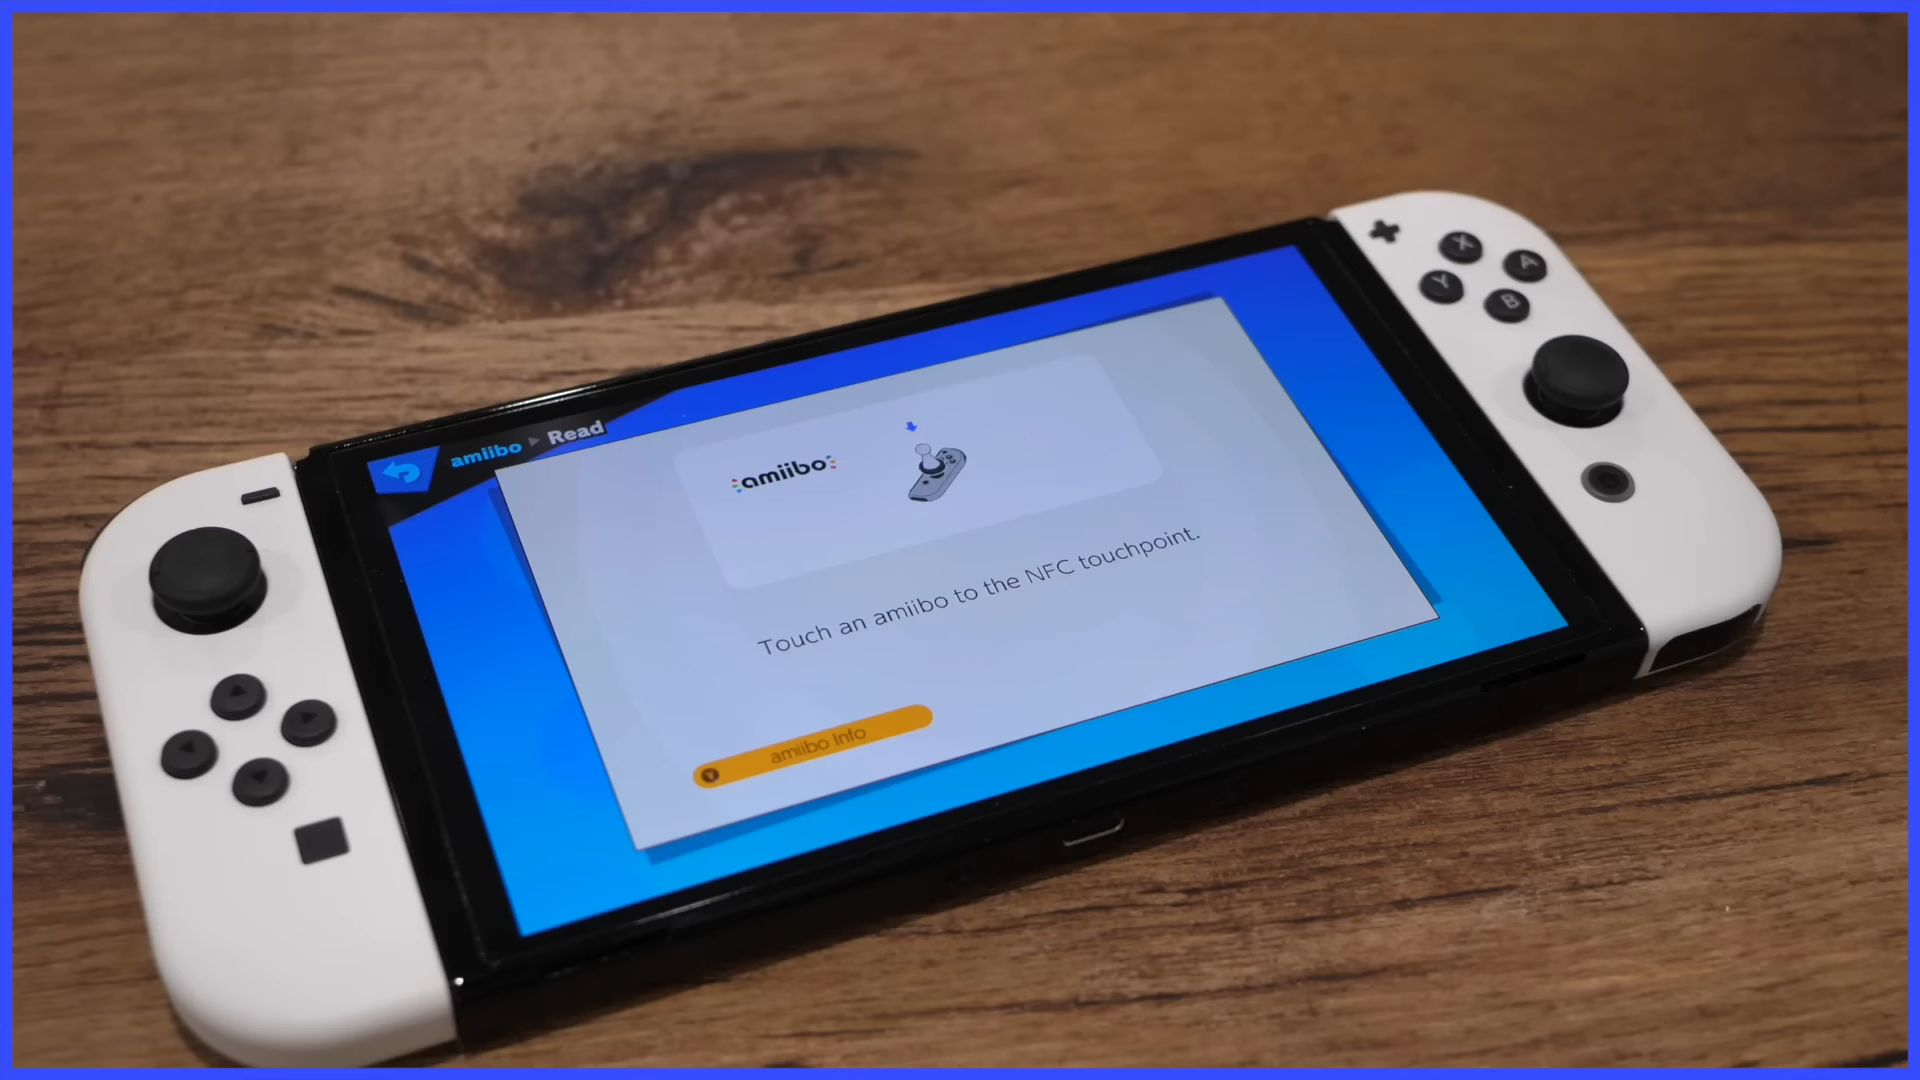 amiibo ▶ Read
amiibo
Touch an amiibo to the NFC touchpoint.
Y amiibo Info
X
A
Y
B